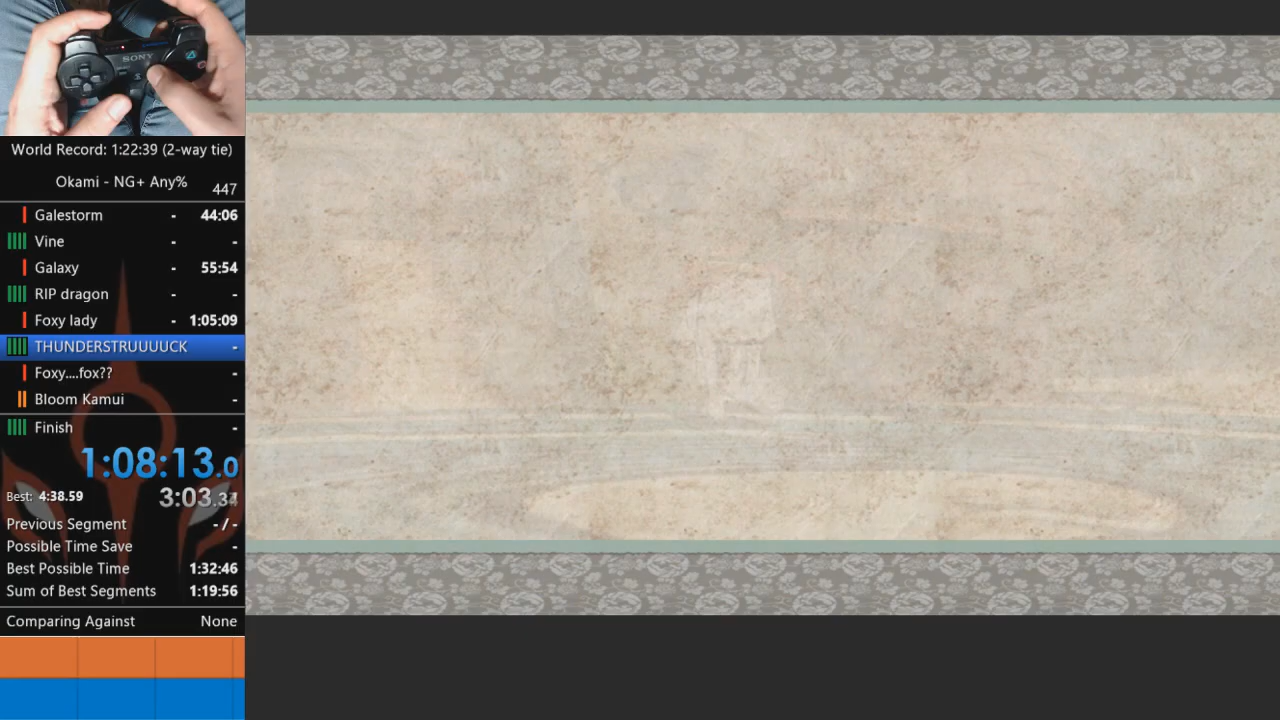 SONY
World Record: 1:22:39 (2-way tie)
Okami - NG+ Any% 447
Galestorm - 44:06
Vine - -
Galaxy - 55:54
RIP dragon - -
Foxy lady - 1:05:09
THUNDERSTRUUUUCK -
Foxy....fox?? -
Bloom Kamui -
Finish -
1:08:13.0
Best: 4:38.59 3:03.34
Previous Segment - / -
Possible Time Save -
Best Possible Time 1:32:46
Sum of Best Segments 1:19:56
Comparing Against None